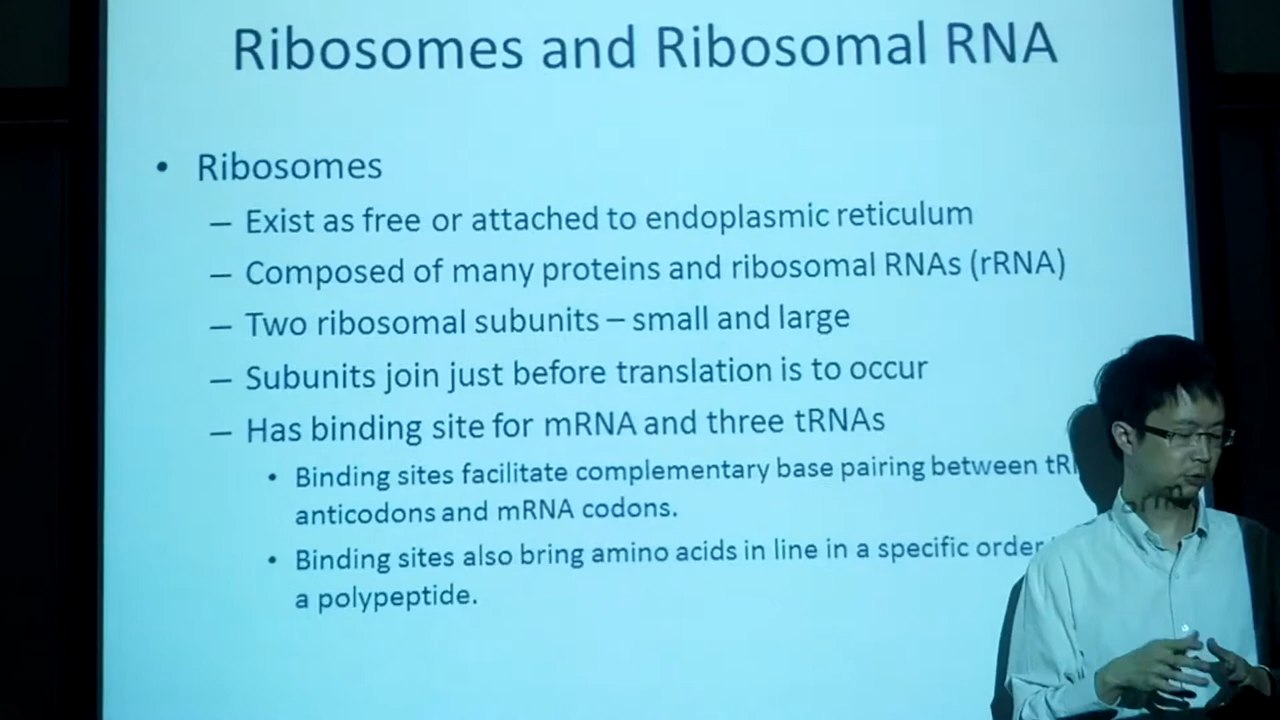 Ribosomes and Ribosomal RNA
• Ribosomes
– Exist as free or attached to endoplasmic reticulum
– Composed of many proteins and ribosomal RNAs (rRNA)
– Two ribosomal subunits – small and large
– Subunits join just before translation is to occur
– Has binding site for mRNA and three tRNAs
• Binding sites facilitate complementary base pairing between
anticodons and mRNA codons.
• Binding sites also bring amino acids in line in a specific order
a polypeptide.